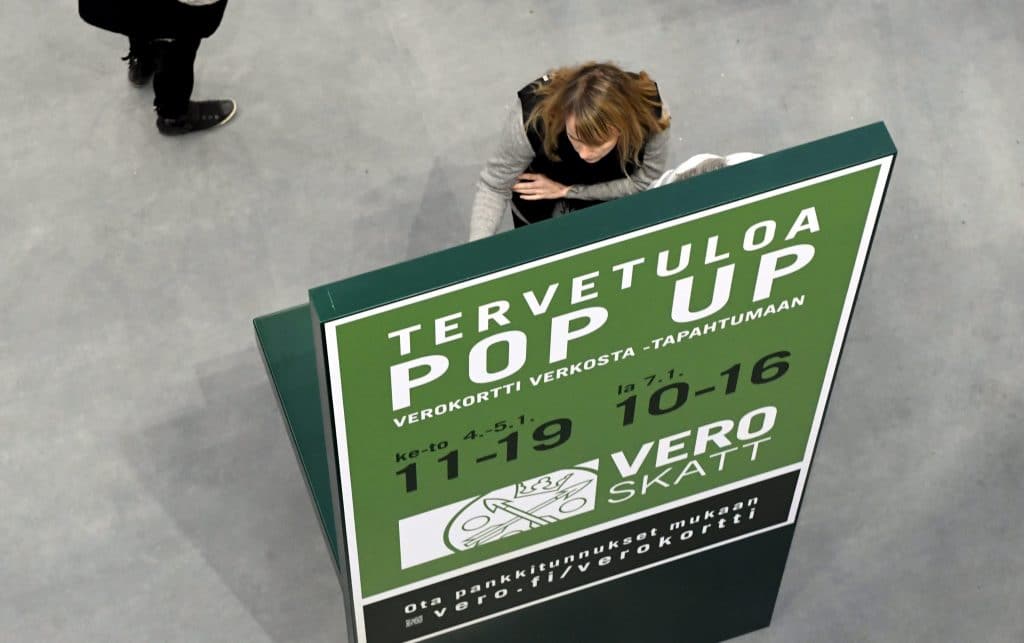 TERVETULOA
POP UP
VEROKORTTI VERKOSTA -TAPAHTUMAAN
ke-to 4.-5.1.
11-19
la 7.1.
10-16
VERO
SKATT
Ota pankkitunnukset mukaan
vero.fi/verokortti